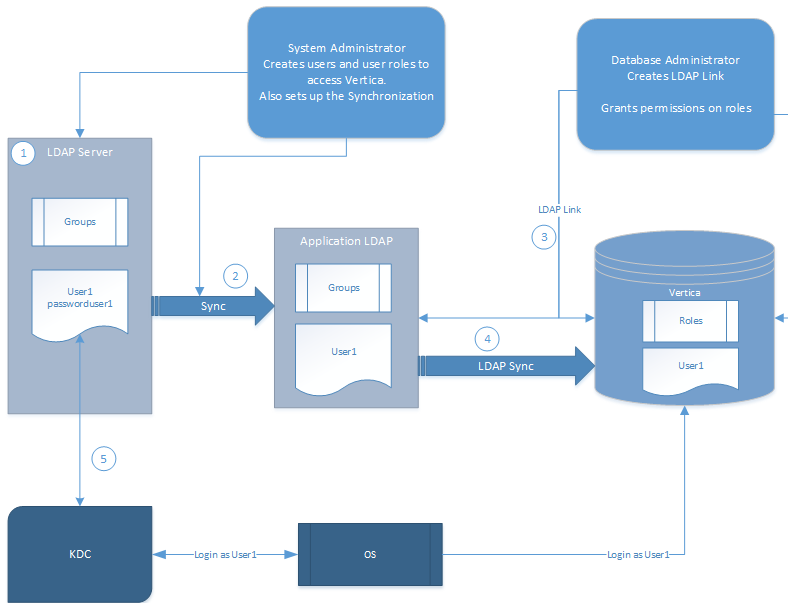 System Administrator
Creates users and user roles to
access Vertica.
Also sets up the Synchronization
Database Administrator
Creates LDAP Link
Grants permissions on roles
1
LDAP Server
Groups
User1
passworduser1
2
Sync
Application LDAP
Groups
User1
LDAP Link
3
4
LDAP Sync
Vertica
Roles
User1
5
KDC
Login as User1
OS
Login as User1